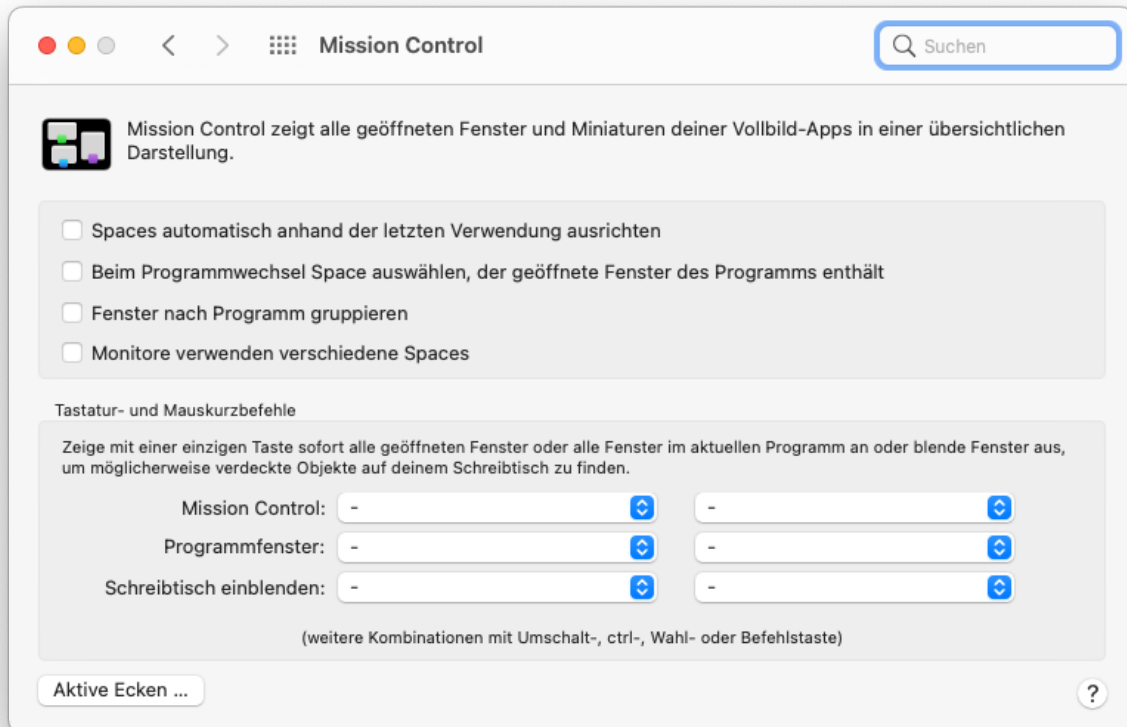 Mission Control
Suchen
Mission Control zeigt alle geöffneten Fenster und Miniaturen deiner Vollbild-Apps in einer übersichtlichen
Darstellung.
Spaces automatisch anhand der letzten Verwendung ausrichten
Beim Programmwechsel Space auswählen, der geöffnete Fenster des Programms enthält
Fenster nach Programm gruppieren
Monitore verwenden verschiedene Spaces
Tastatur- und Mauskurzbefehle
Zeige mit einer einzigen Taste sofort alle geöffneten Fenster oder alle Fenster im aktuellen Programm an oder blende Fenster aus,
um möglicherweise verdeckte Objekte auf deinem Schreibtisch zu finden.
Mission Control: - -
Programmfenster: - -
Schreibtisch einblenden: - -
(weitere Kombinationen mit Umschalt-, ctrl-, Wahl- oder Befehlstaste)
Aktive Ecken ... ?